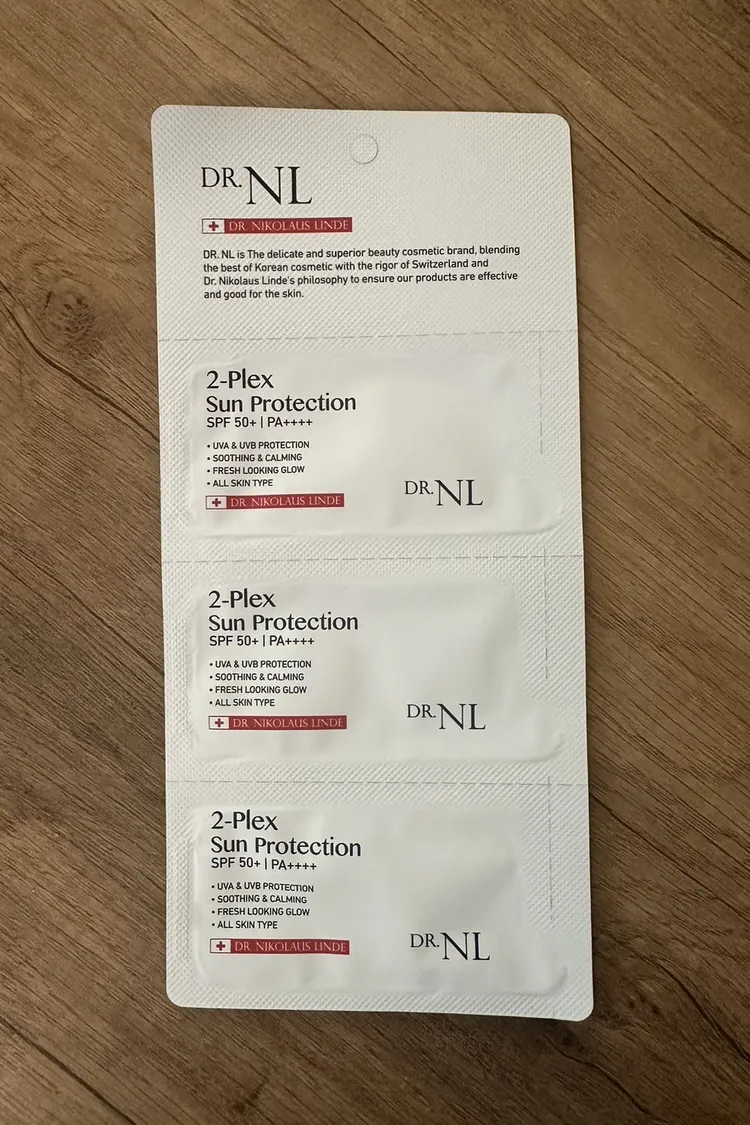 DR. NL
DR. NIKOLAUS LINDE
DR. NL is The delicate and superior beauty cosmetic brand, blending
the best of Korean cosmetic with the rigor of Switzerland and
Dr. Nikolaus Linde's philosophy to ensure our products are effective
and good for the skin.
2-Plex
Sun Protection
SPF 50+ | PA++++
• UVA & UVB PROTECTION
• SOOTHING & CALMING
• FRESH LOOKING GLOW
• ALL SKIN TYPE
DR. NIKOLAUS LINDE
DR. NL
2-Plex
Sun Protection
SPF 50+ | PA++++
• UVA & UVB PROTECTION
• SOOTHING & CALMING
• FRESH LOOKING GLOW
• ALL SKIN TYPE
DR. NIKOLAUS LINDE
DR. NL
2-Plex
Sun Protection
SPF 50+ | PA++++
• UVA & UVB PROTECTION
• SOOTHING & CALMING
• FRESH LOOKING GLOW
• ALL SKIN TYPE
DR. NIKOLAUS LINDE
DR. NL